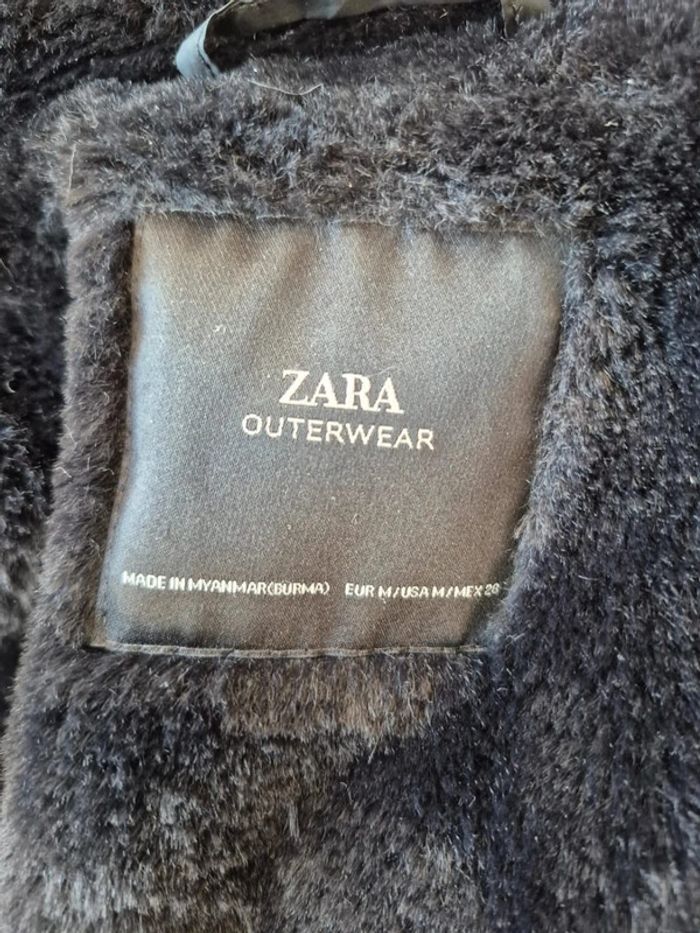 ZARA
OUTERWEAR
MADE IN MYANMAR(BURMA) EUR M/USA M/MEX 28